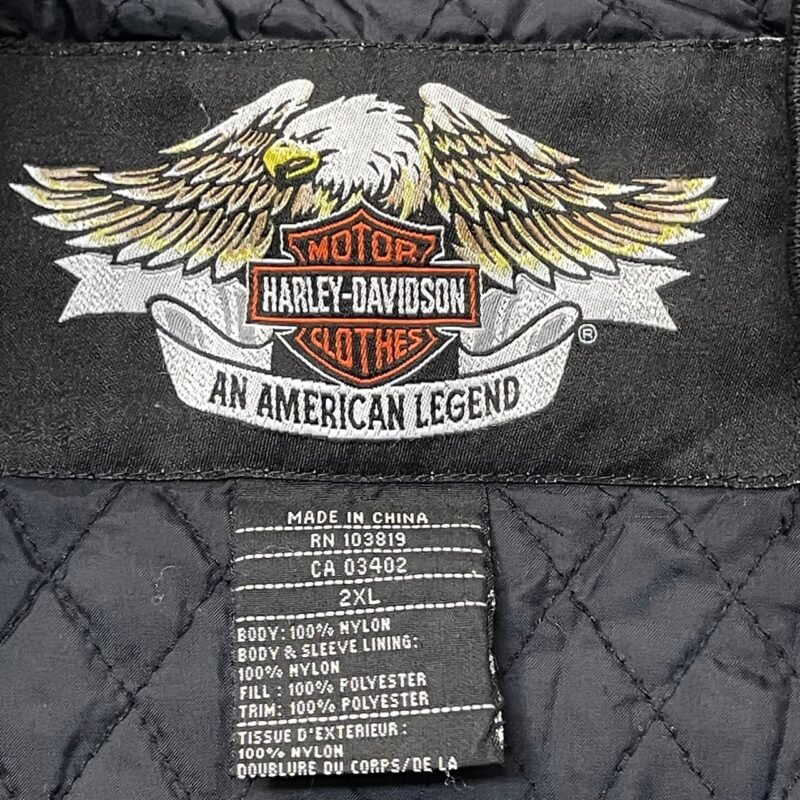 MOTOR
HARLEY-DAVIDSON
CLOTHES
®
AN AMERICAN LEGEND
MADE IN CHINA
RN 103819
CA 03402
2XL
BODY: 100% NYLON
BODY & SLEEVE LINING:
100% NYLON
FILL : 100% POLYESTER
TRIM: 100% POLYESTER
TISSUE D'EXTERIEUR :
100% NYLON
DOUBLURE DU CORPS/DE LA